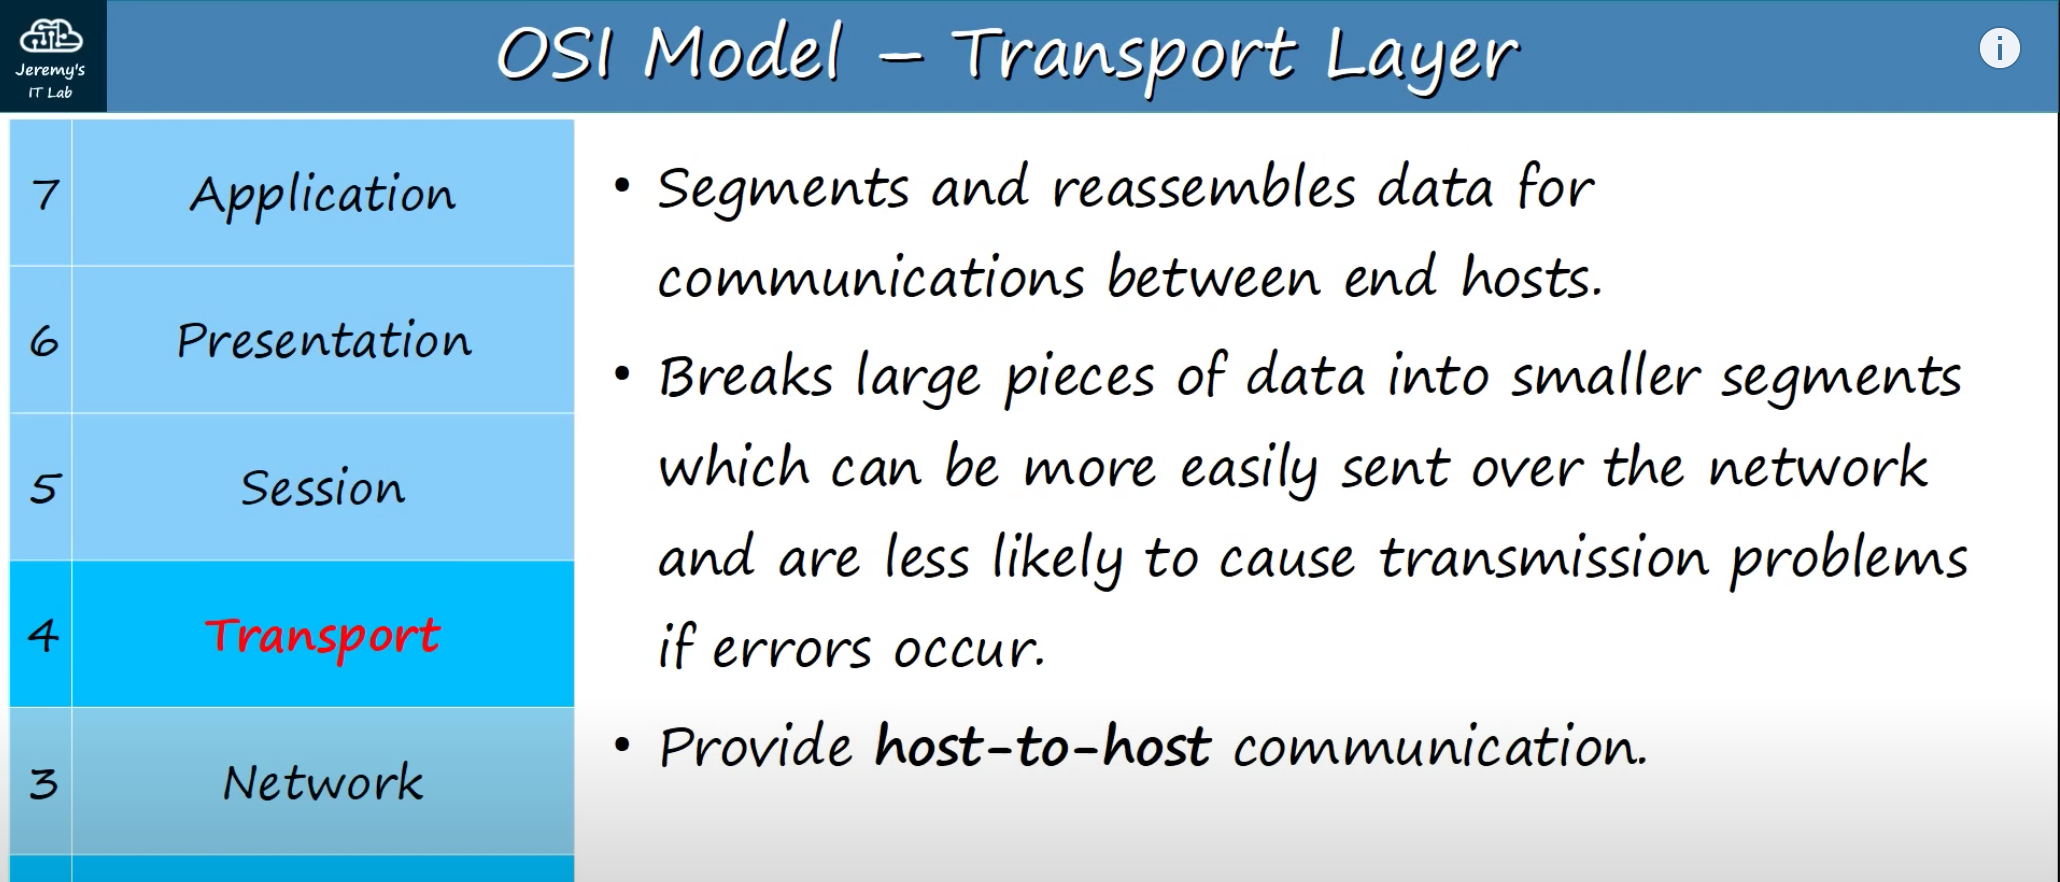 Jeremy's
IT Lab
OSI Model – Transport Layer
i
7 Application
6 Presentation
5 Session
4 Transport
3 Network
• Segments and reassembles data for
communications between end hosts.
• Breaks large pieces of data into smaller segments
which can be more easily sent over the network
and are less likely to cause transmission problems
if errors occur.
• Provide host-to-host communication.